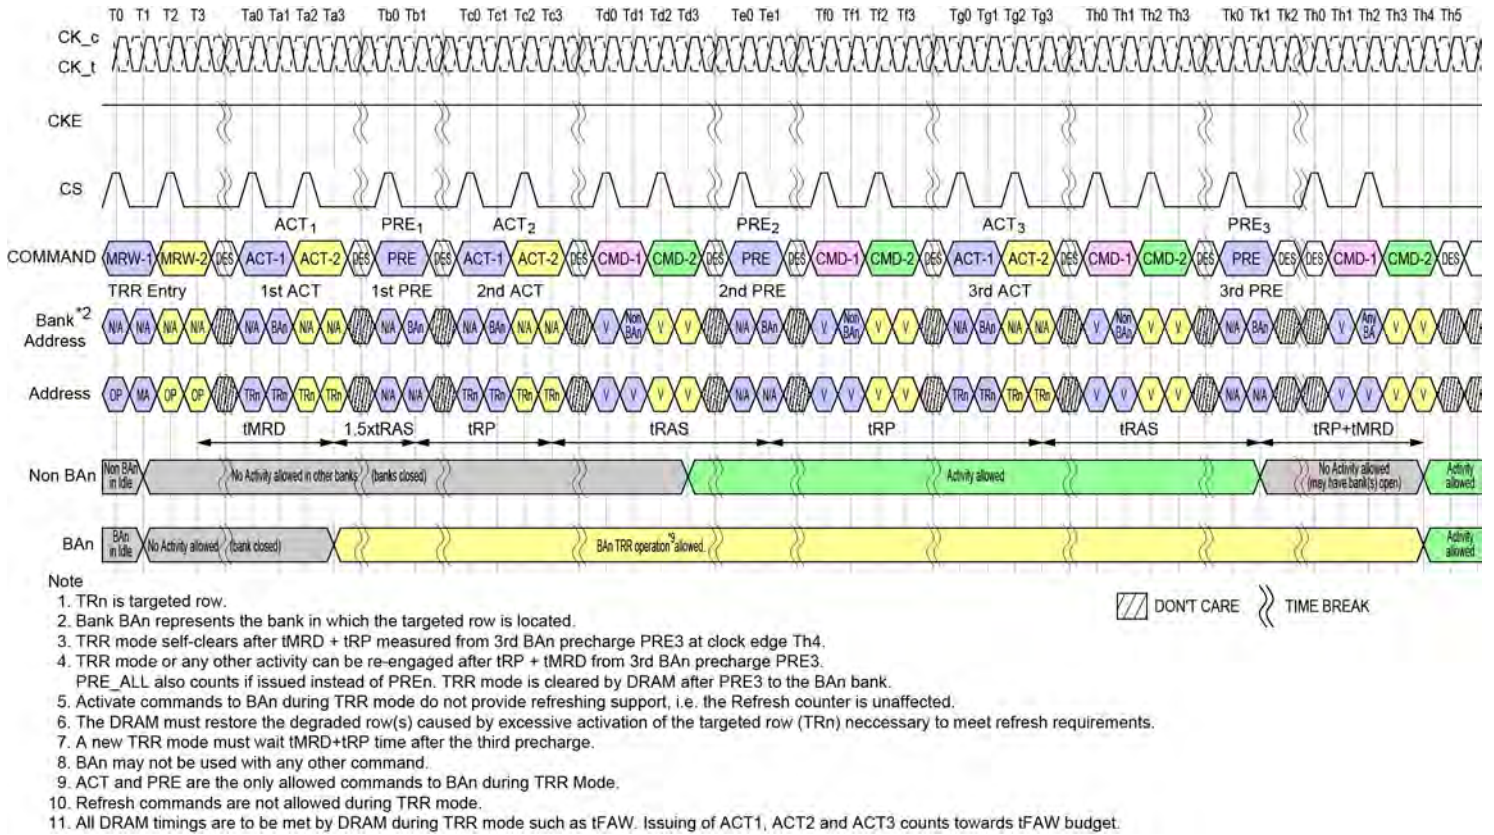 T0 T1 T2 T3 Ta0 Ta1 Ta2 Ta3 Tb0 Tb1 Tc0 Tc1 Tc2 Tc3 Td0 Td1 Td2 Td3 Te0 Te1 Tf0 Tf1 Tf2 Tf3 Tg0 Tg1 Tg2 Tg3 Th0 Th1 Th2 Th3 Tk0 Tk1 Tk2 Th0 Th1 Th2 Th3 Th4 Th5
CK_c
CK_t
CKE
CS
ACT1 PRE1 ACT2 PRE2 ACT3 PRE3
COMMAND MRW-1 MRW-2 DES ACT-1 ACT-2 DES PRE DES ACT-1 ACT-2 DES CMD-1 CMD-2 DES PRE DES CMD-1 CMD-2 DES ACT-1 ACT-2 DES CMD-1 CMD-2 DES PRE DES DES CMD-1 CMD-2 DES
TRR Entry 1st ACT 1st PRE 2nd ACT 2nd PRE 3rd ACT 3rd PRE
Bank*2 Address N/A N/A N/A N/A N/A BAn N/A N/A N/A BAn N/A BAn N/A N/A V Non BAn V V N/A BAn V Non BAn V V N/A BAn N/A N/A V Non BAn V V N/A BAn V Any BA V V
Address OP MA OP OP TRn TRn TRn TRn N/A N/A TRn TRn TRn TRn V V V V N/A N/A V V V V TRn TRn TRn TRn V V V V N/A N/A V V V V
tMRD 1.5xtRAS tRP tRAS tRP tRAS tRP+tMRD
Non BAn Non BAn in Idle No Activity allowed in other banks (banks closed) Activity allowed No Activity allowed (may have bank(s) open) Activity allowed
BAn BAn in Idle No Activity allowed (bank closed) BAn TRR operation*9 allowed Activity allowed
Note
1. TRn is targeted row.
DON'T CARE TIME BREAK
2. Bank BAn represents the bank in which the targeted row is located.
3. TRR mode self-clears after tMRD + tRP measured from 3rd BAn precharge PRE3 at clock edge Th4.
4. TRR mode or any other activity can be re-engaged after tRP + tMRD from 3rd BAn precharge PRE3.
PRE_ALL also counts if issued instead of PREn. TRR mode is cleared by DRAM after PRE3 to the BAn bank.
5. Activate commands to BAn during TRR mode do not provide refreshing support, i.e. the Refresh counter is unaffected.
6. The DRAM must restore the degraded row(s) caused by excessive activation of the targeted row (TRn) neccessary to meet refresh requirements.
7. A new TRR mode must wait tMRD+tRP time after the third precharge.
8. BAn may not be used with any other command.
9. ACT and PRE are the only allowed commands to BAn during TRR Mode.
10. Refresh commands are not allowed during TRR mode.
11. All DRAM timings are to be met by DRAM during TRR mode such as tFAW. Issuing of ACT1, ACT2 and ACT3 counts towards tFAW budget.